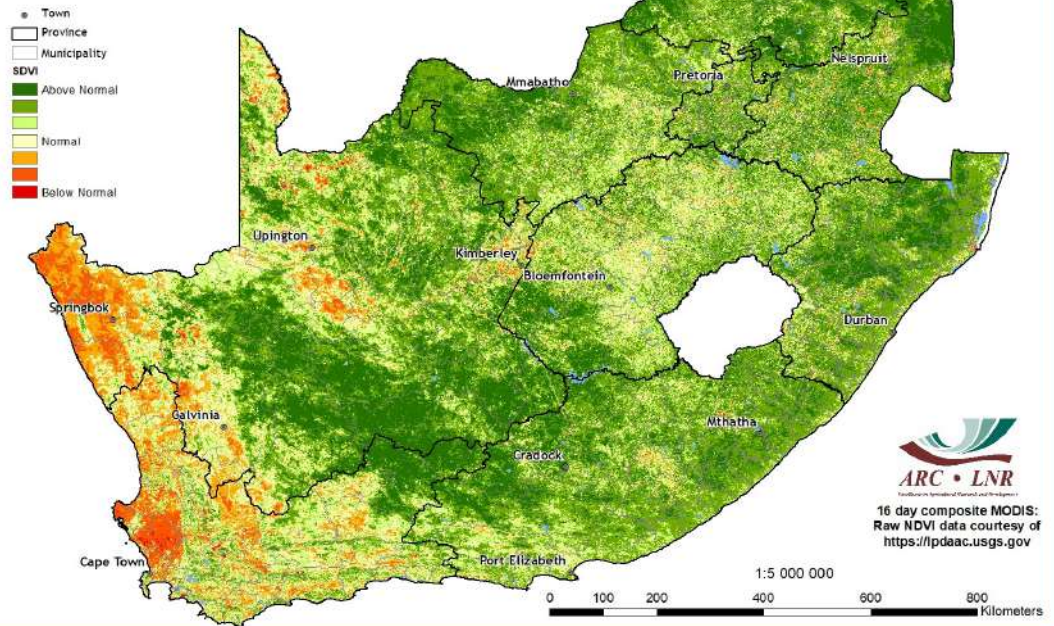 Town
Province
Municipality
SDVI
Above Normal
Normal
Below Normal
Nelspruit
Pretoria
Mmabatho
Upington
Kimberley
Bloemfontein
Springbok
Durban
Calvinia
Mthatha
Cradock
Cape Town
Port Elizabeth
ARC • LNR
16 day composite MODIS:
Raw NDVI data courtesy of
https://lpdaac.usgs.gov
1:5 000 000
0 100 200 400 600 800
Kilometers